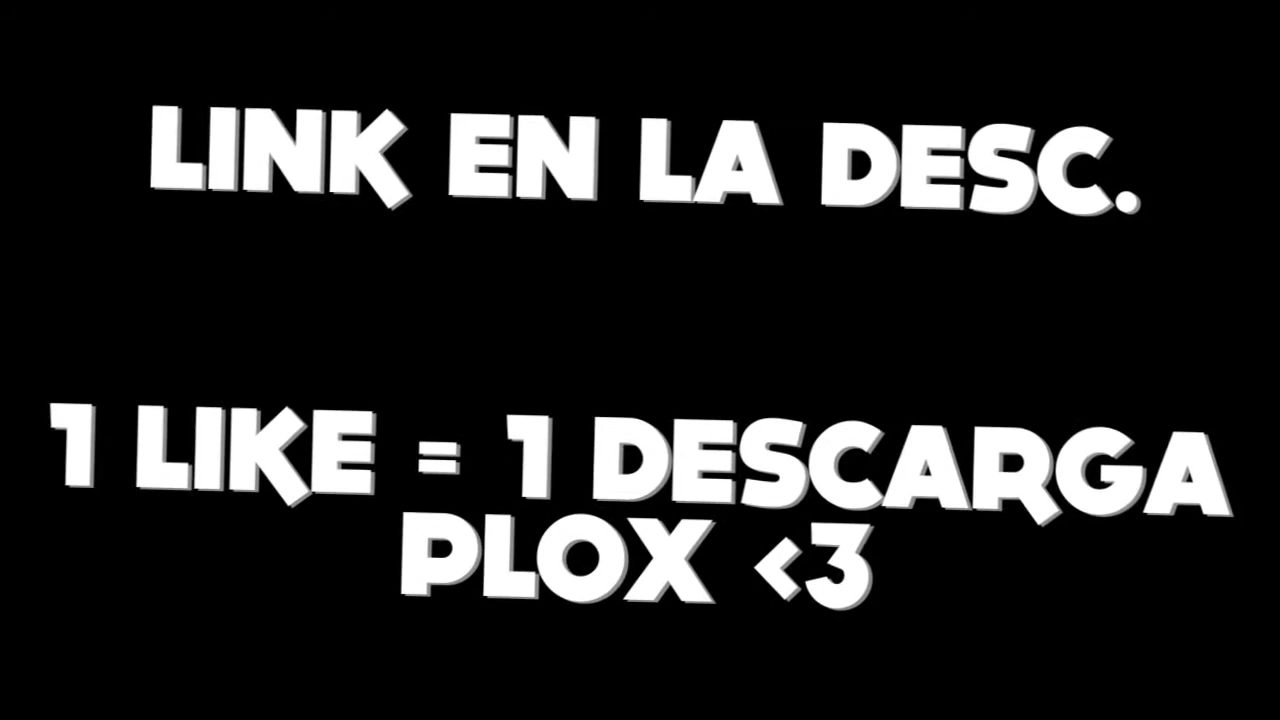 LINK EN LA DESC.
1 LIKE = 1 DESCARGA
PLOX <3